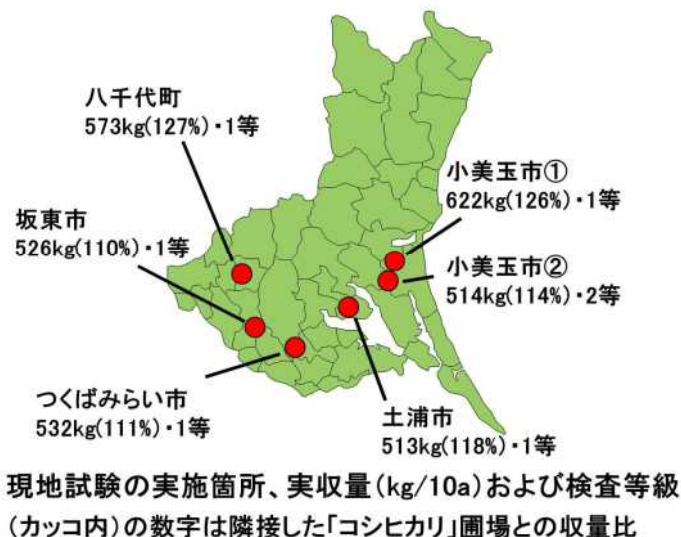 八千代町
573kg(127%)・1等
小美玉市①
622kg(126%)・1等
坂東市
526kg(110%)・1等
小美玉市②
514kg(114%)・2等
つくばみらい市
532kg(111%)・1等
土浦市
513kg(118%)・1等
現地試験の実施箇所、実収量(kg/10a)および検査等級
(カッコ内)の数字は隣接した「コシヒカリ」圃場との収量比